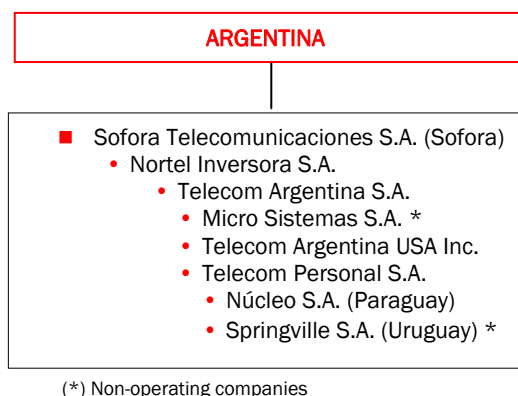 ARGENTINA
■ Sofora Telecomunicaciones S.A. (Sofora)
• Nortel Inversora S.A.
• Telecom Argentina S.A.
• Micro Sistemas S.A. *
• Telecom Argentina USA Inc.
• Telecom Personal S.A.
• Núcleo S.A. (Paraguay)
• Springville S.A. (Uruguay) *
(*) Non-operating companies